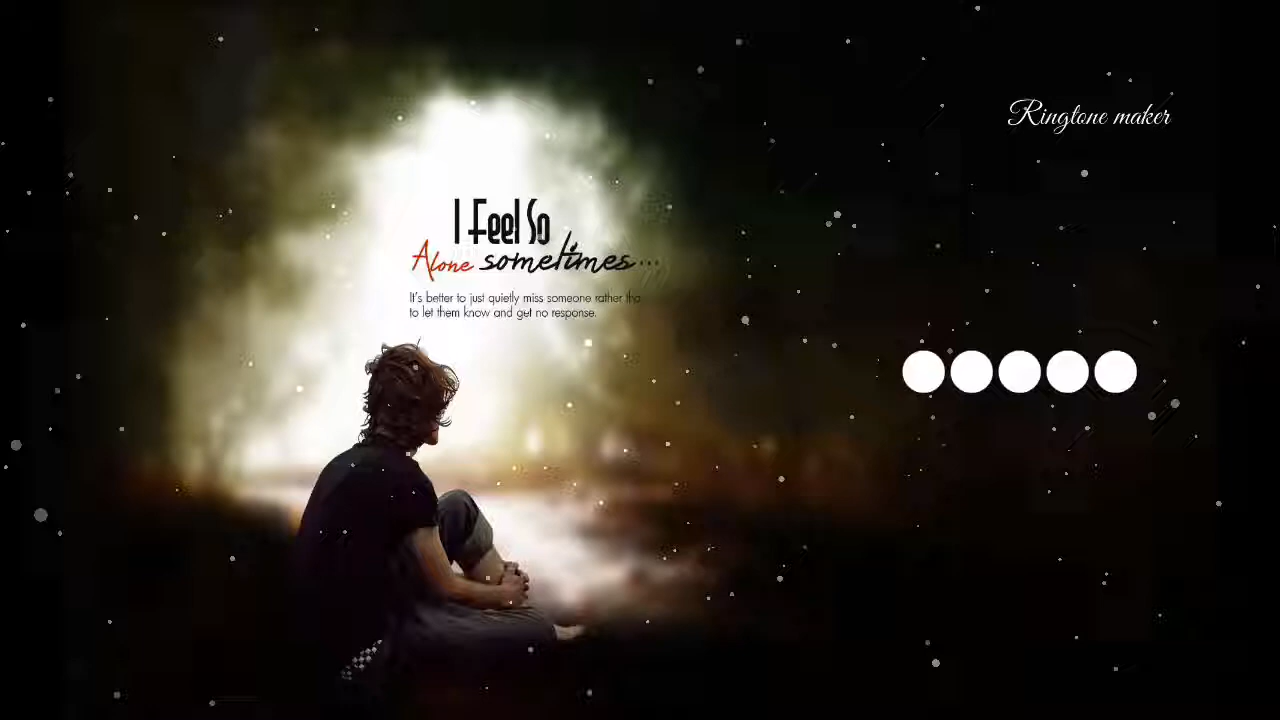 Ringtone maker
I Feel So
Alone sometimes...
It's better to just quietly miss someone rather tha
to let them know and get no response.